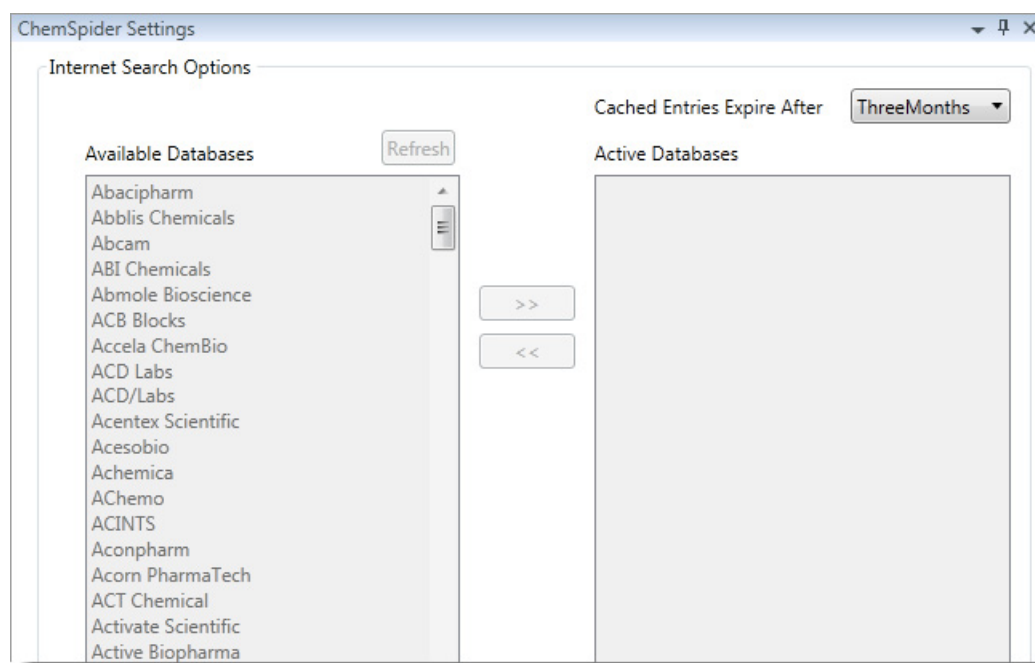 ChemSpider Settings
Internet Search Options
Cached Entries Expire After ThreeMonths
Available Databases Refresh Active Databases
Abacipharm
Abblis Chemicals
Abcam
ABI Chemicals
Abmole Bioscience
>>
ACB Blocks
Accela ChemBio
<<
ACD Labs
ACD/Labs
Acentex Scientific
Acesobio
Achemica
AChemo
ACINTS
Aconpharm
Acorn PharmaTech
ACT Chemical
Activate Scientific
Active Biopharma